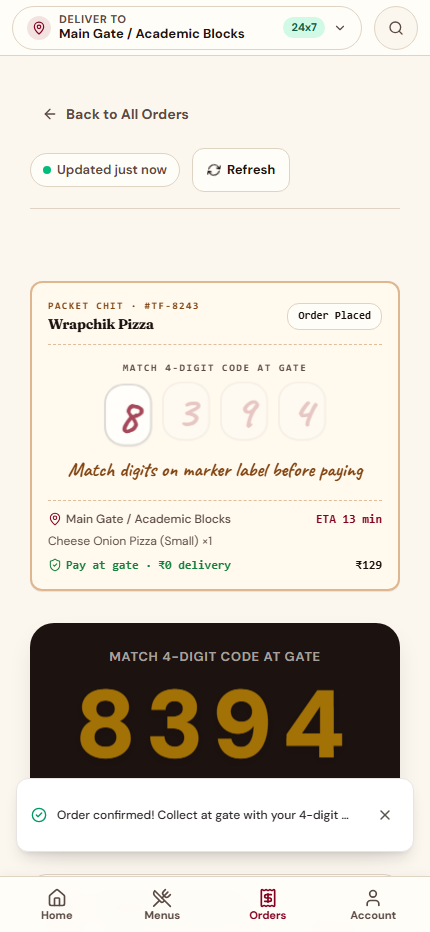 DELIVER TO
Main Gate / Academic Blocks
24x7
Back to All Orders
Updated just now
Refresh
PACKET CHIT · #TF-8243
Wrapchik Pizza
Order Placed
MATCH 4-DIGIT CODE AT GATE
8 3 9 4
Match digits on marker label before paying
Main Gate / Academic Blocks
ETA 13 min
Cheese Onion Pizza (Small) ×1
Pay at gate · ₹0 delivery
₹129
MATCH 4-DIGIT CODE AT GATE
8394
Order confirmed! Collect at gate with your 4-digit ...
Home
Menus
Orders
Account